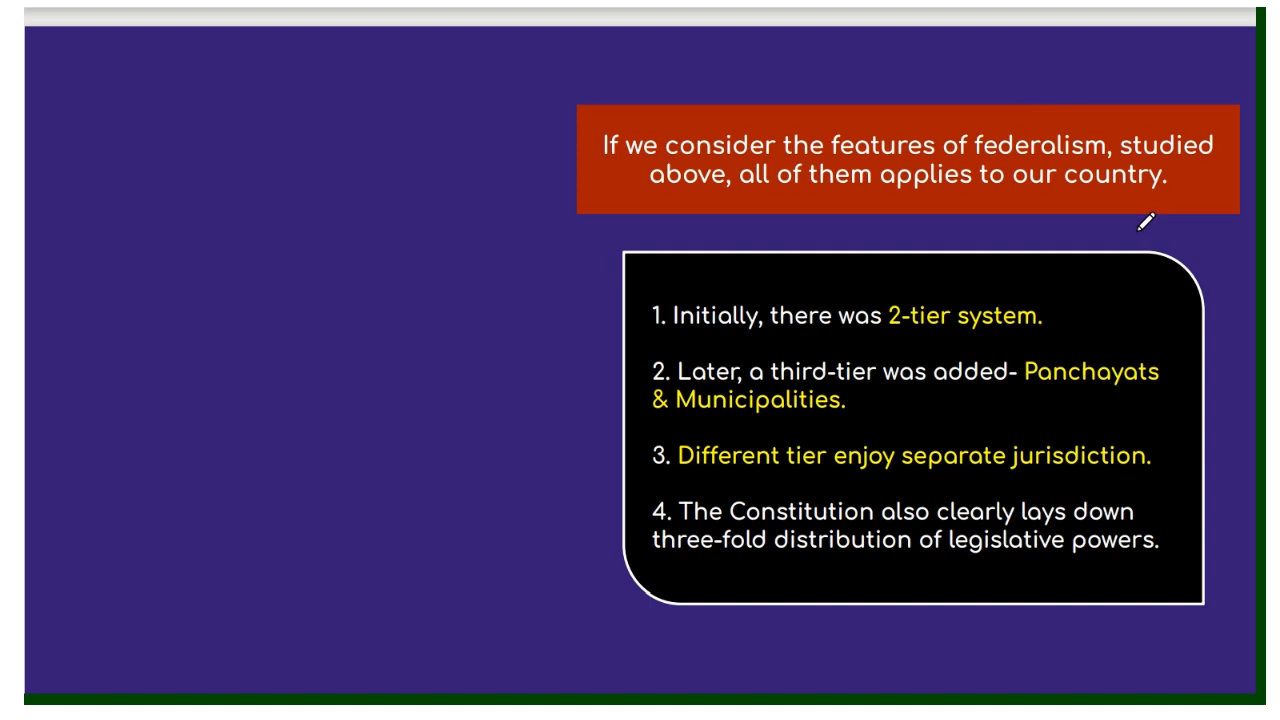 If we consider the features of federalism, studied
above, all of them applies to our country.
1. Initially, there was 2-tier system.
2. Later, a third-tier was added- Panchayats
& Municipalities.
3. Different tier enjoy separate jurisdiction.
4. The Constitution also clearly lays down
three-fold distribution of legislative powers.